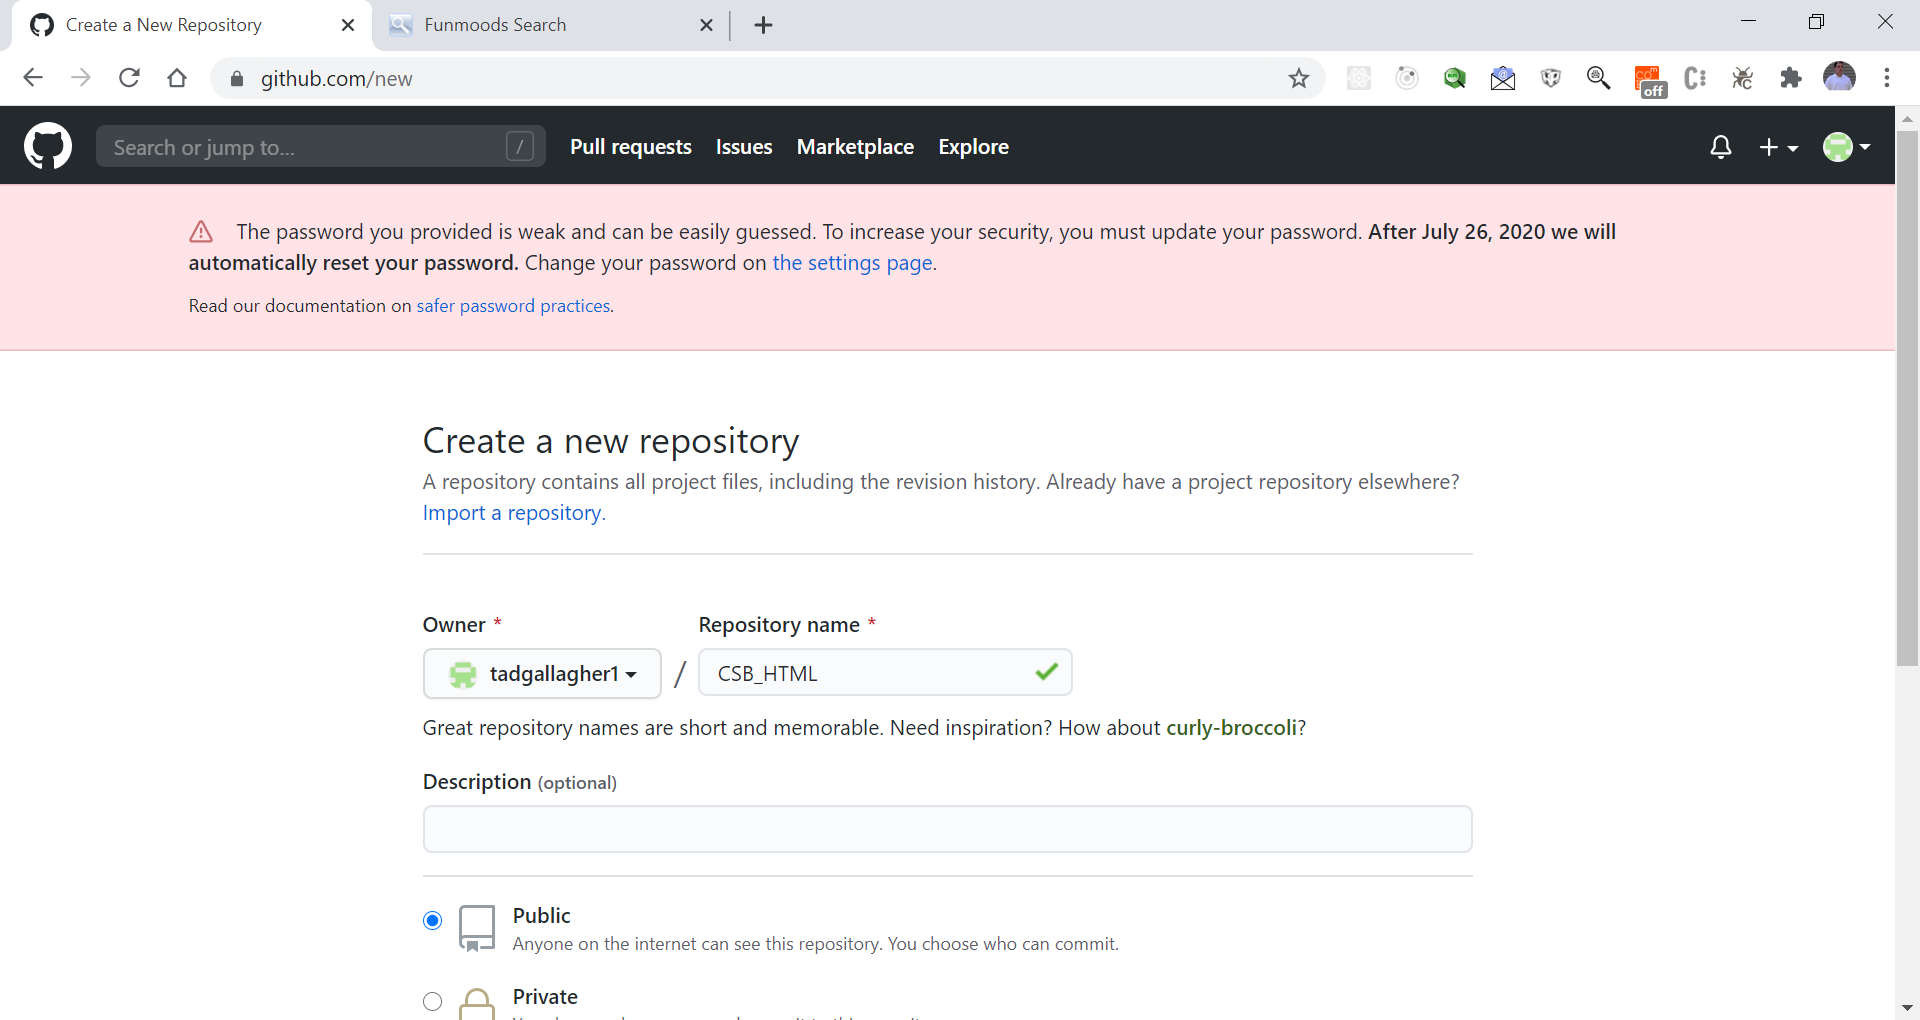 Create a New Repository
Funmoods Search
github.com/new
off
Search or jump to...
/
Pull requests
Issues
Marketplace
Explore
The password you provided is weak and can be easily guessed. To increase your security, you must update your password. After July 26, 2020 we will
automatically reset your password. Change your password on the settings page.
Read our documentation on safer password practices.
Create a new repository
A repository contains all project files, including the revision history. Already have a project repository elsewhere?
Import a repository.
Owner *
Repository name *
tadgallagher1
/
CSB_HTML
Great repository names are short and memorable. Need inspiration? How about curly-broccoli?
Description (optional)
Public
Anyone on the internet can see this repository. You choose who can commit.
Private